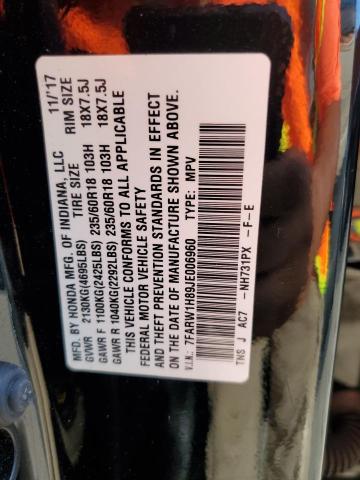 MFD. BY HONDA MFG. OF INDIANA, LLC 11/'17
GVWR 2130KG(4695LBS) TIRE SIZE RIM SIZE
GAWR F 1100KG(2425LBS) 235/60R18 103H 18X7.5J
GAWR R 1040KG(2292LBS) 235/60R18 103H 18X7.5J
THIS VEHICLE CONFORMS TO ALL APPLICABLE
FEDERAL MOTOR VEHICLE SAFETY
AND THEFT PREVENTION STANDARDS IN EFFECT
ON THE DATE OF MANUFACTURE SHOWN ABOVE.
V.I.N.: 7FARW1H89JE006960 TYPE: MPV
TNS J AC7 -NH731PX -F-E